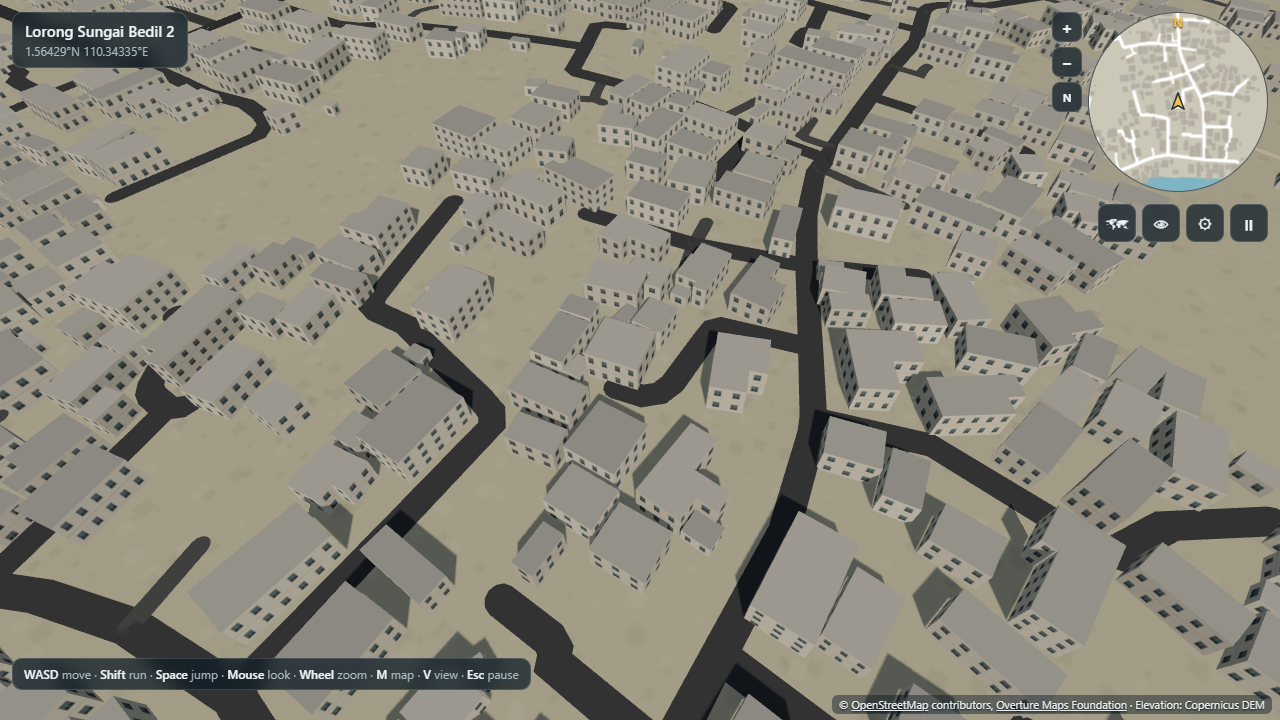 Lorong Sungai Bedil 2
1.56429°N 110.34335°E
+
−
N
N
WASD move · Shift run · Space jump · Mouse look · Wheel zoom · M map · V view · Esc pause
© OpenStreetMap contributors, Overture Maps Foundation · Elevation: Copernicus DEM